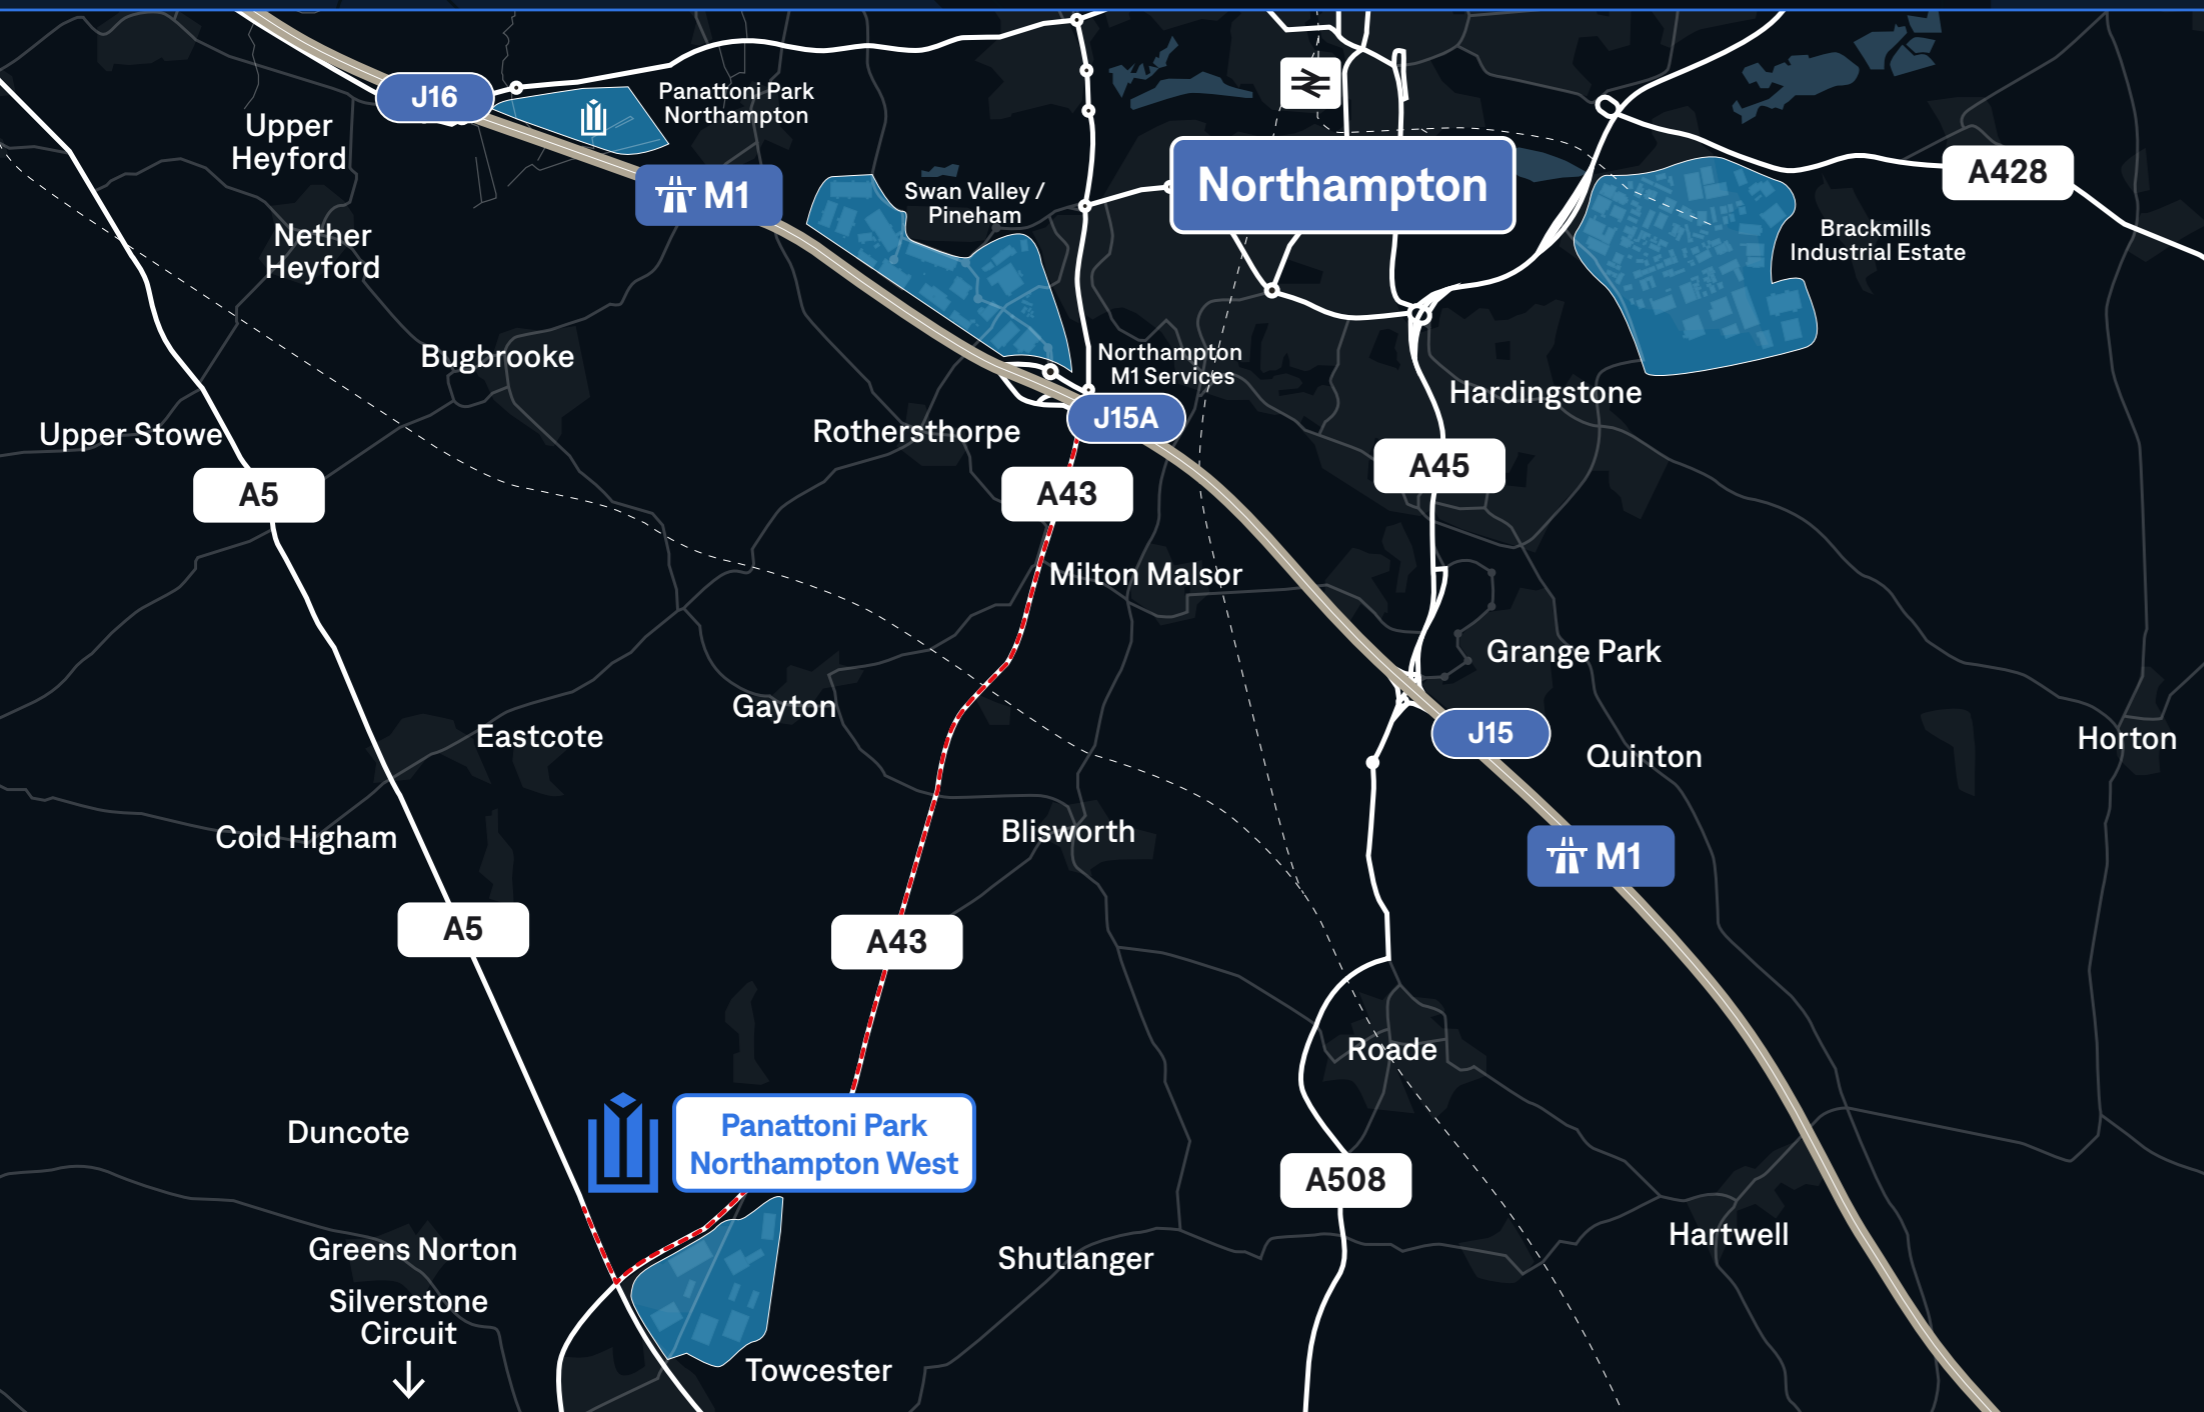 J16
Panattoni Park
Northampton
Upper
Heyford
M1
Northampton
A428
Swan Valley /
Pineham
Nether
Heyford
Brackmills
Industrial Estate
Bugbrooke
Northampton
M1 Services
Hardingstone
Upper Stowe
Rothersthorpe
J15A
A45
A5
A43
Milton Malsor
Grange Park
Gayton
Eastcote
J15
Quinton
Horton
Cold Higham
Blisworth
M1
A5
A43
Roade
Duncote
Panattoni Park
Northampton West
A508
Greens Norton
Shutlanger
Hartwell
Silverstone
Circuit
Towcester